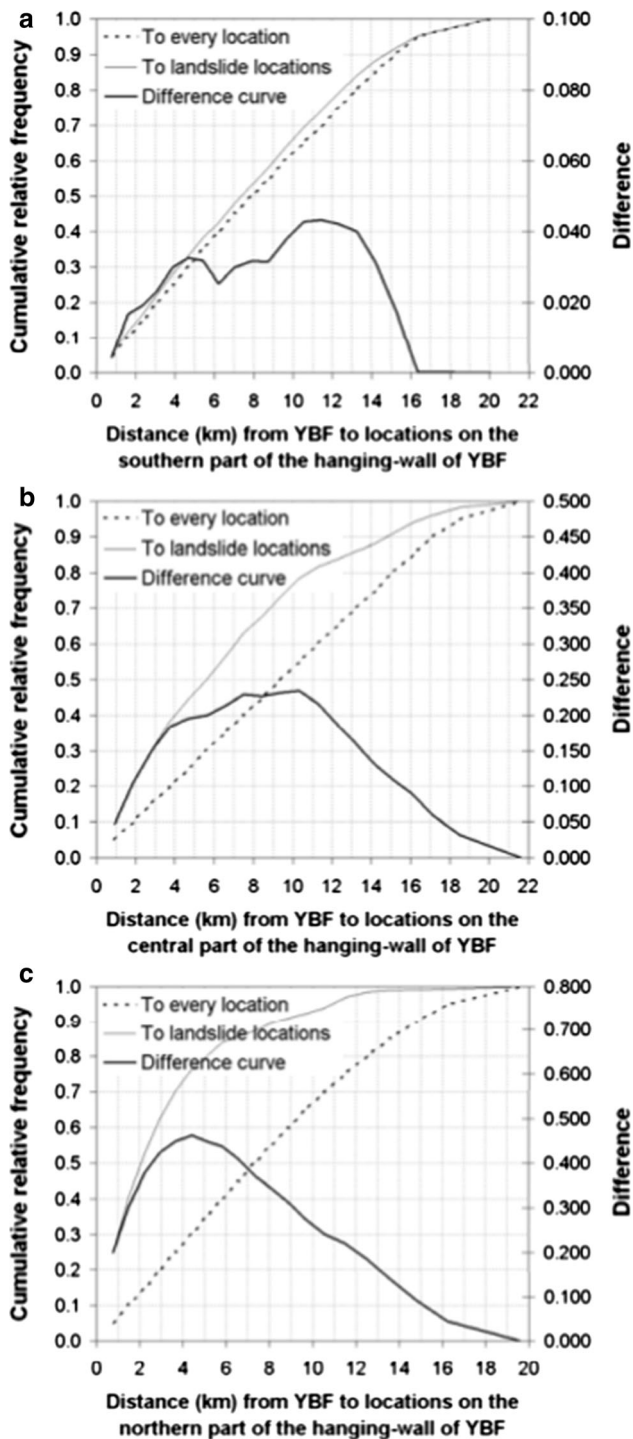 a
Cumulative relative frequency
1.0
0.9
0.8
0.7
0.6
0.5
0.4
0.3
0.2
0.1
0.0
To every location
To landslide locations
Difference curve
0.100
0.080
0.060
0.040
0.020
0.000
Difference
0 2 4 6 8 10 12 14 16 18 20 22
Distance (km) from YBF to locations on the
southern part of the hanging-wall of YBF
b
Cumulative relative frequency
1.0
0.9
0.8
0.7
0.6
0.5
0.4
0.3
0.2
0.1
0.0
To every location
To landslide locations
Difference curve
0.500
0.450
0.400
0.350
0.300
0.250
0.200
0.150
0.100
0.050
0.000
Difference
0 2 4 6 8 10 12 14 16 18 20 22
Distance (km) from YBF to locations on the
central part of the hanging-wall of YBF
c
Cumulative relative frequency
1.0
0.9
0.8
0.7
0.6
0.5
0.4
0.3
0.2
0.1
0.0
To every location
To landslide locations
Difference curve
0.800
0.700
0.600
0.500
0.400
0.300
0.200
0.100
0.000
Difference
0 2 4 6 8 10 12 14 16 18 20
Distance (km) from YBF to locations on the
northern part of the hanging-wall of YBF